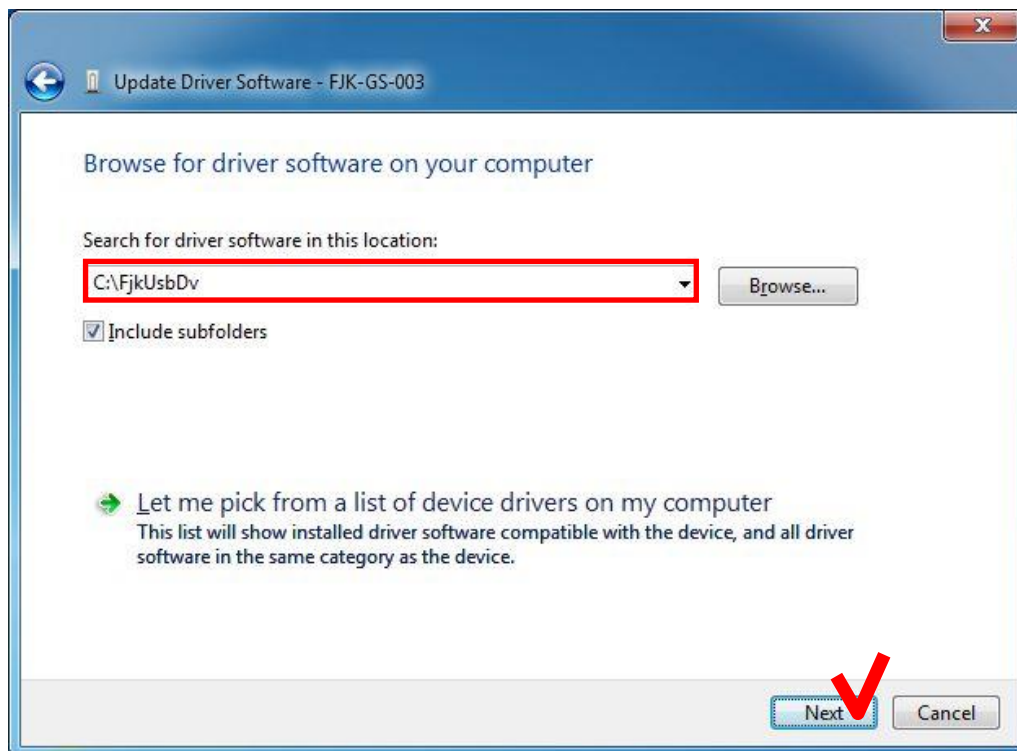 Update Driver Software - FJK-GS-003
Browse for driver software on your computer
Search for driver software in this location:
C:\FjkUsbDv
Browse...
Include subfolders
Let me pick from a list of device drivers on my computer
This list will show installed driver software compatible with the device, and all driver
software in the same category as the device.
Next
Cancel